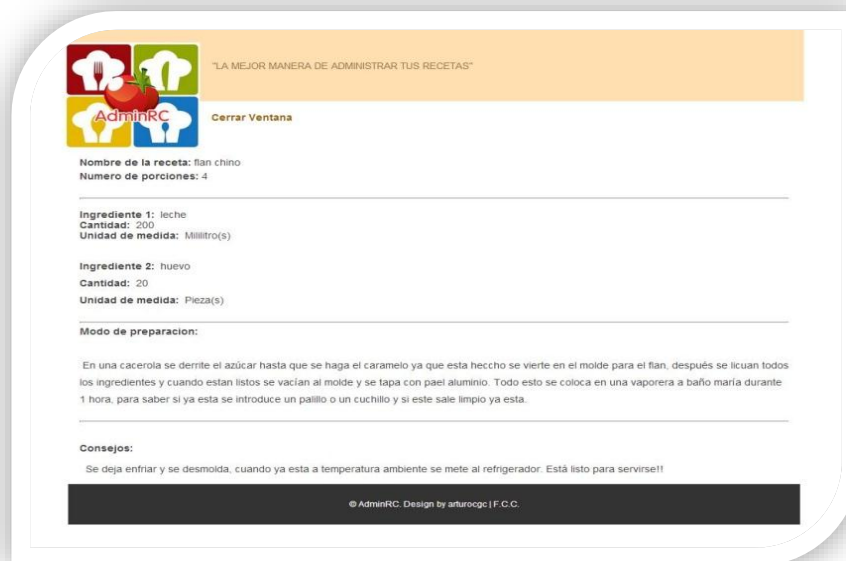 "LA MEJOR MANERA DE ADMINISTRAR TUS RECETAS"
AdminRC
Cerrar Ventana
Nombre de la receta: flan chino
Numero de porciones: 4
Ingrediente 1: leche
Cantidad: 200
Unidad de medida: Mililitro(s)
Ingrediente 2: huevo
Cantidad: 20
Unidad de medida: Pieza(s)
Modo de preparacion:
En una cacerola se derrite el azúcar hasta que se haga el caramelo ya que esta heccho se vierte en el molde para el flan, después se licuan todos
los ingredientes y cuando estan listos se vacían al molde y se tapa con pael aluminio. Todo esto se coloca en una vaporera a baño maría durante
1 hora, para saber si ya esta se introduce un palillo o un cuchillo y si este sale limpio ya esta.
Consejos:
Se deja enfriar y se desmolda, cuando ya esta a temperatura ambiente se mete al refrigerador. Está listo para servirse!!
© AdminRC. Design by arturocgc | F.C.C.